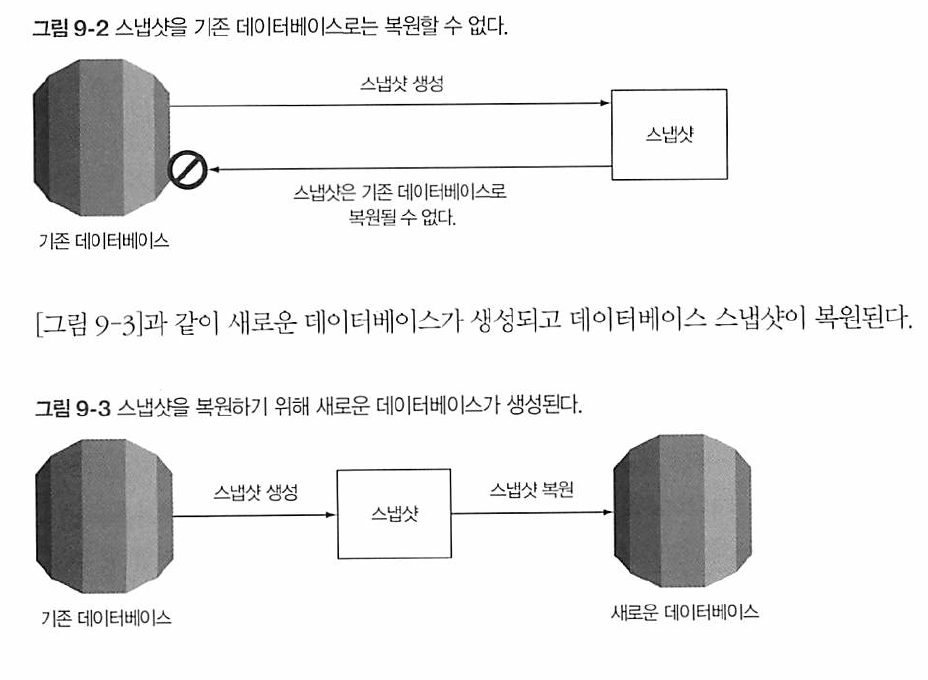 그림 9-2 스냅샷을 기존 데이터베이스로는 복원할 수 없다.
스냅샷 생성
스냅샷
스냅샷은 기존 데이터베이스로
복원될 수 없다.
기존 데이터베이스
[그림 9-3]과 같이 새로운 데이터베이스가 생성되고 데이터베이스 스냅샷이 복원된다.
그림 9-3 스냅샷을 복원하기 위해 새로운 데이터베이스가 생성된다.
스냅샷 생성
스냅샷
스냅샷 복원
기존 데이터베이스
새로운 데이터베이스